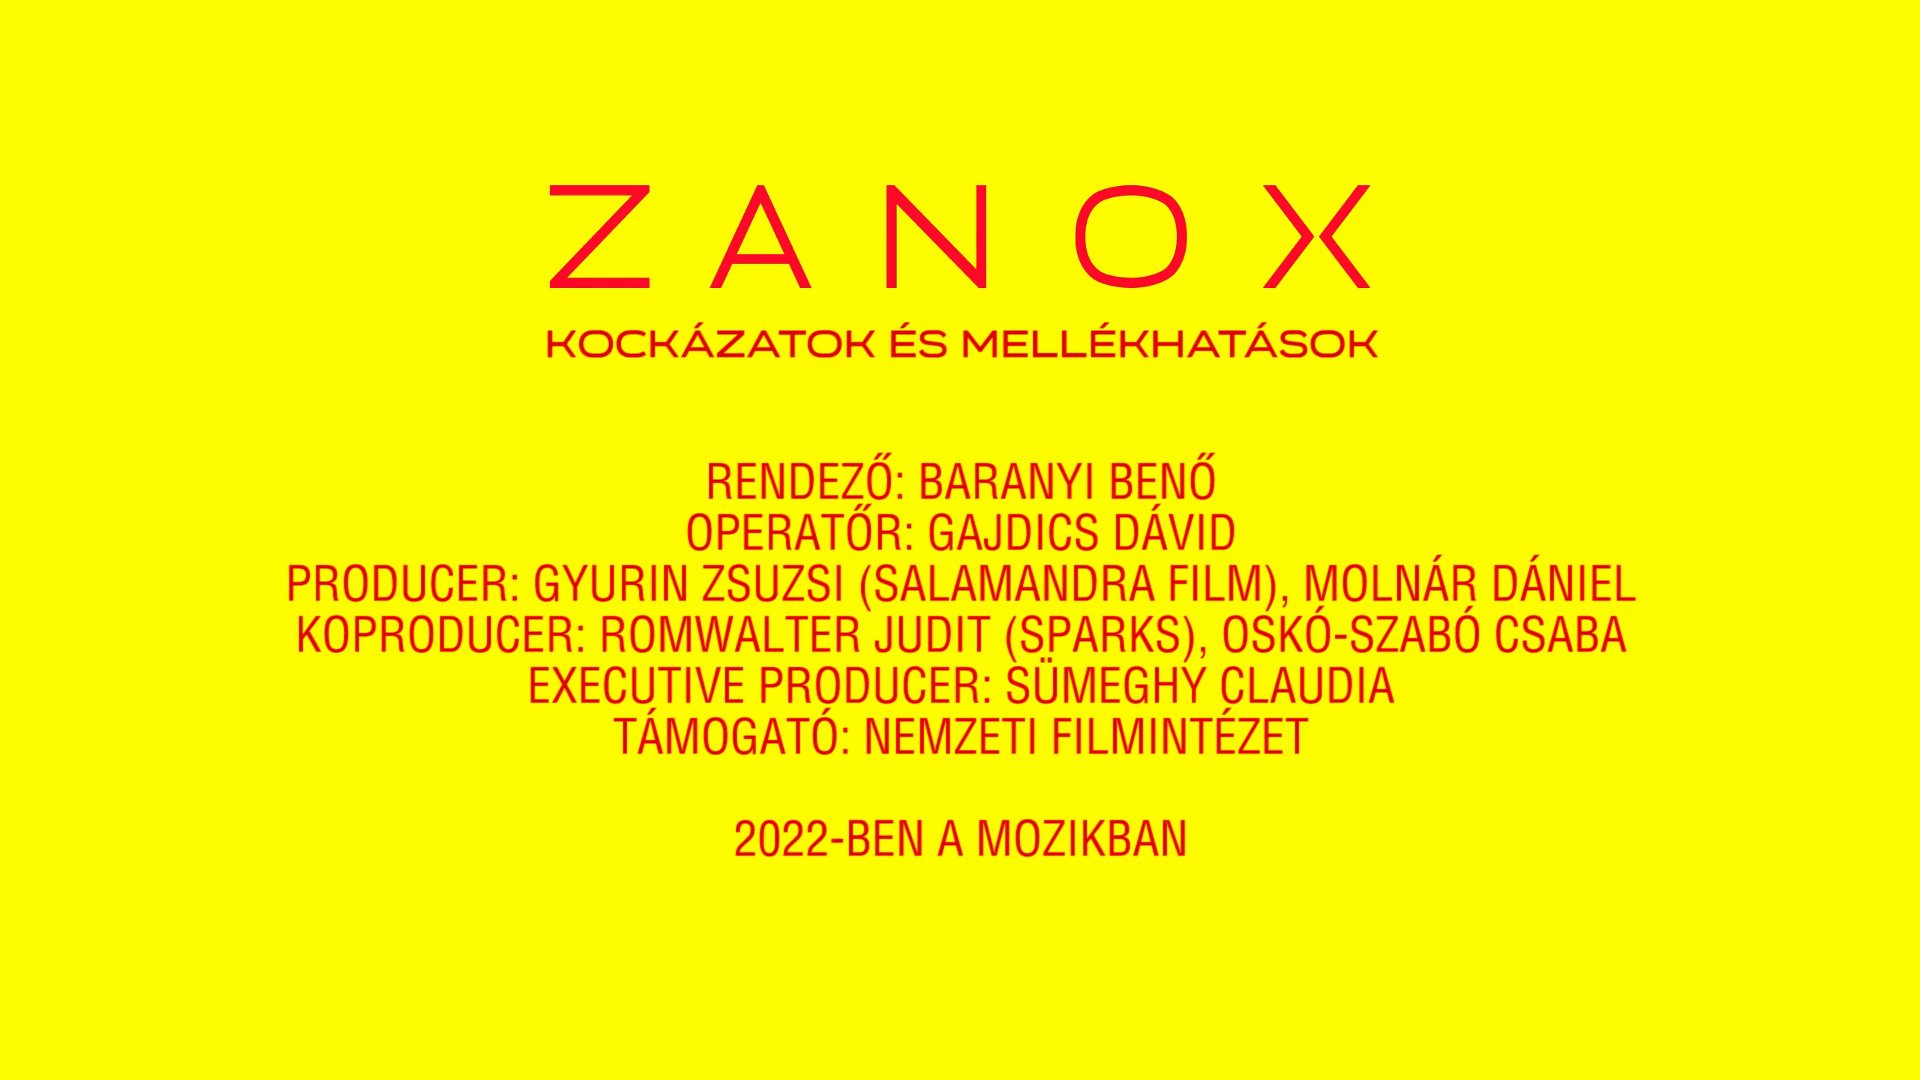 ZANOX
KOCKÁZATOK ÉS MELLÉKHATÁSOK
RENDEZŐ: BARANYI BENŐ
OPERATŐR: GAJDICS DÁVID
PRODUCER: GYURIN ZSUZSI (SALAMANDRA FILM), MOLNÁR DÁNIEL
KOPRODUCER: ROMWALTER JUDIT (SPARKS), OSKÓ-SZABÓ CSABA
EXECUTIVE PRODUCER: SÜMEGHY CLAUDIA
TÁMOGATÓ: NEMZETI FILMINTÉZET
2022-BEN A MOZIKBAN